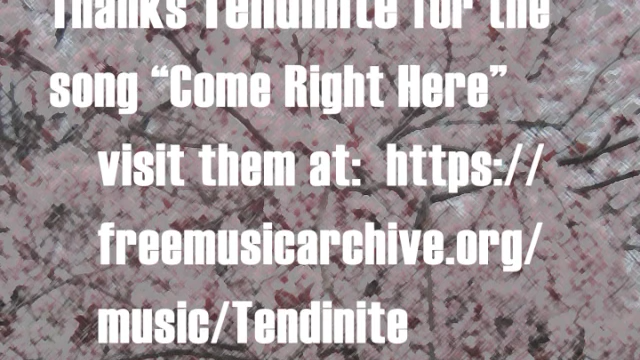 Thanks Tendinite for the
song “Come Right Here”
visit them at: https://
freemusicarchive.org/
music/Tendinite